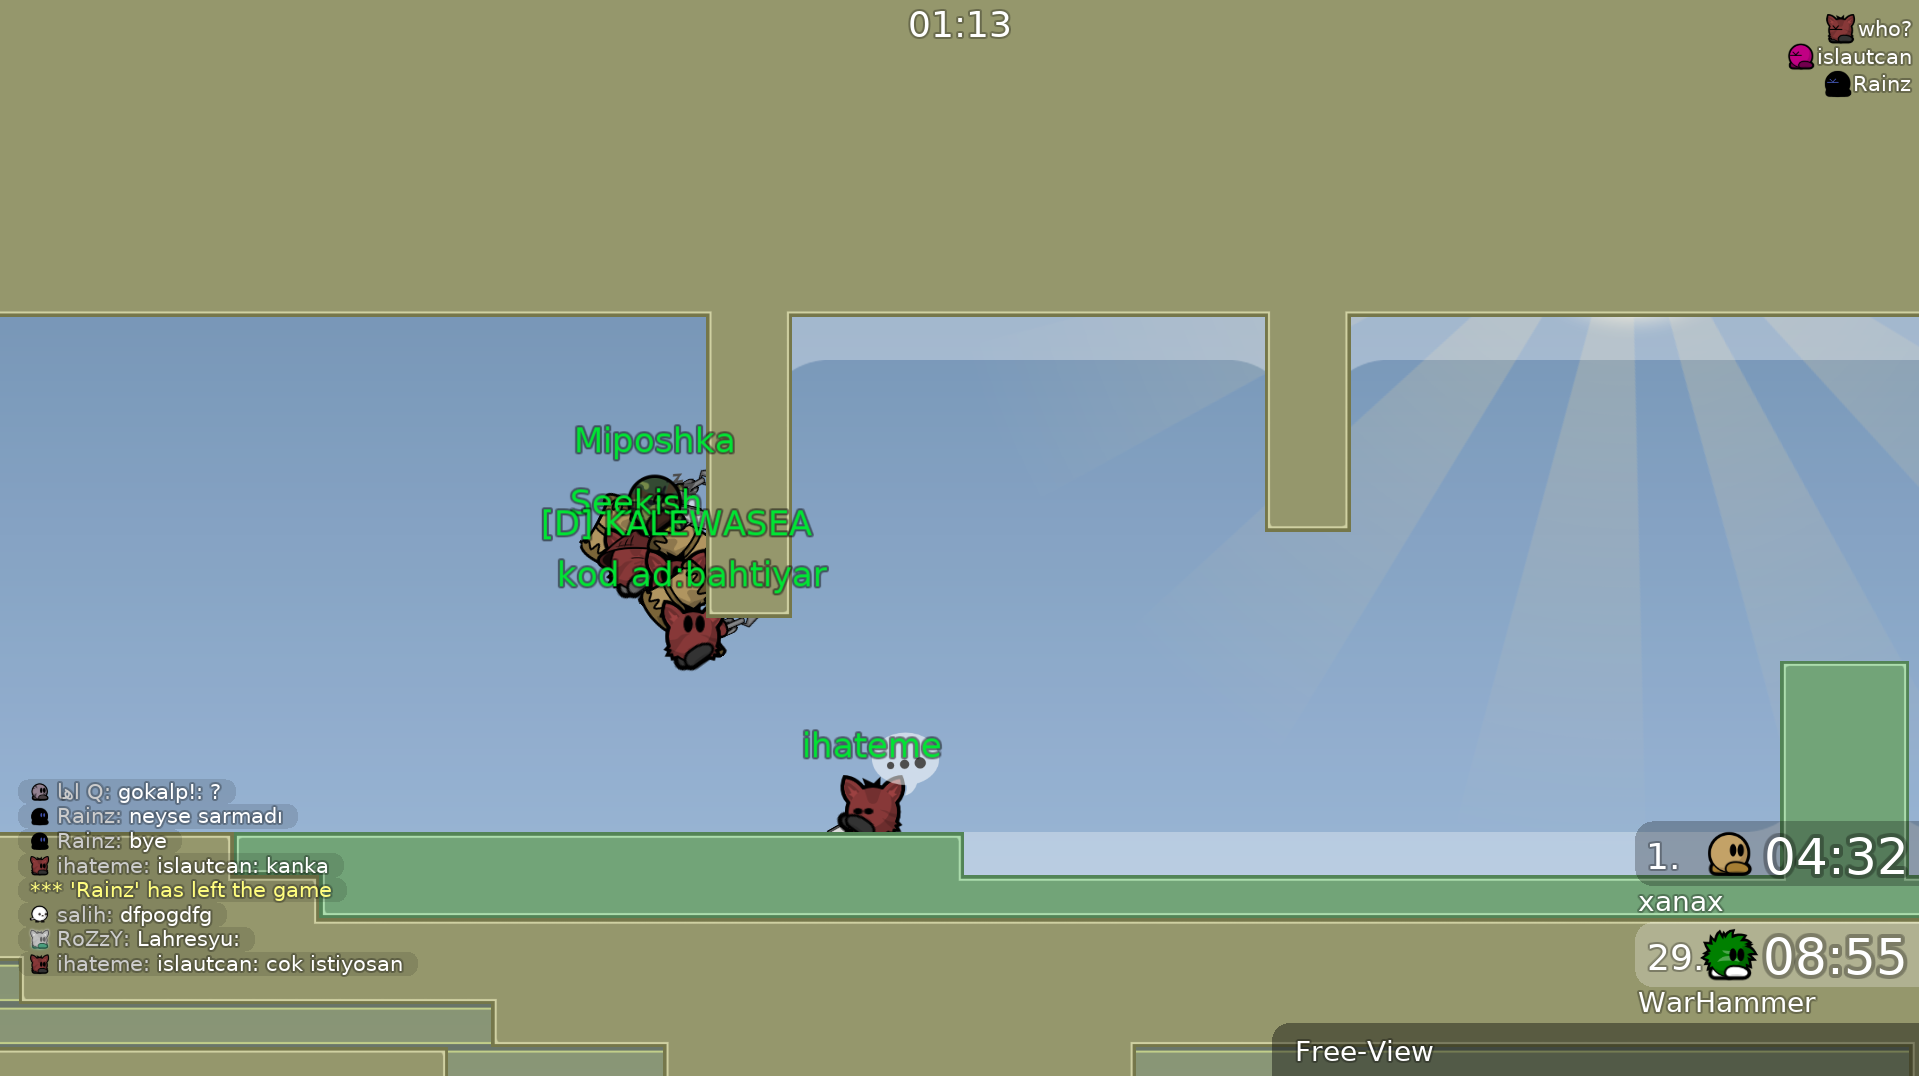 01:13
who?
islautcan
Rainz
Miposhka
Seekish
[D] KALEWASEA
kod ad:bahtiyar
ihateme
اها Q: gokalp!: ?
Rainz: neyse sarmadı
Rainz: bye
ihateme: islautcan: kanka
*** 'Rainz' has left the game
salih: dfpogdfg
RoZzY: Lahresyu:
ihateme: islautcan: cok istiyosan
1. 04:32
xanax
29. 08:55
WarHammer
Free-View